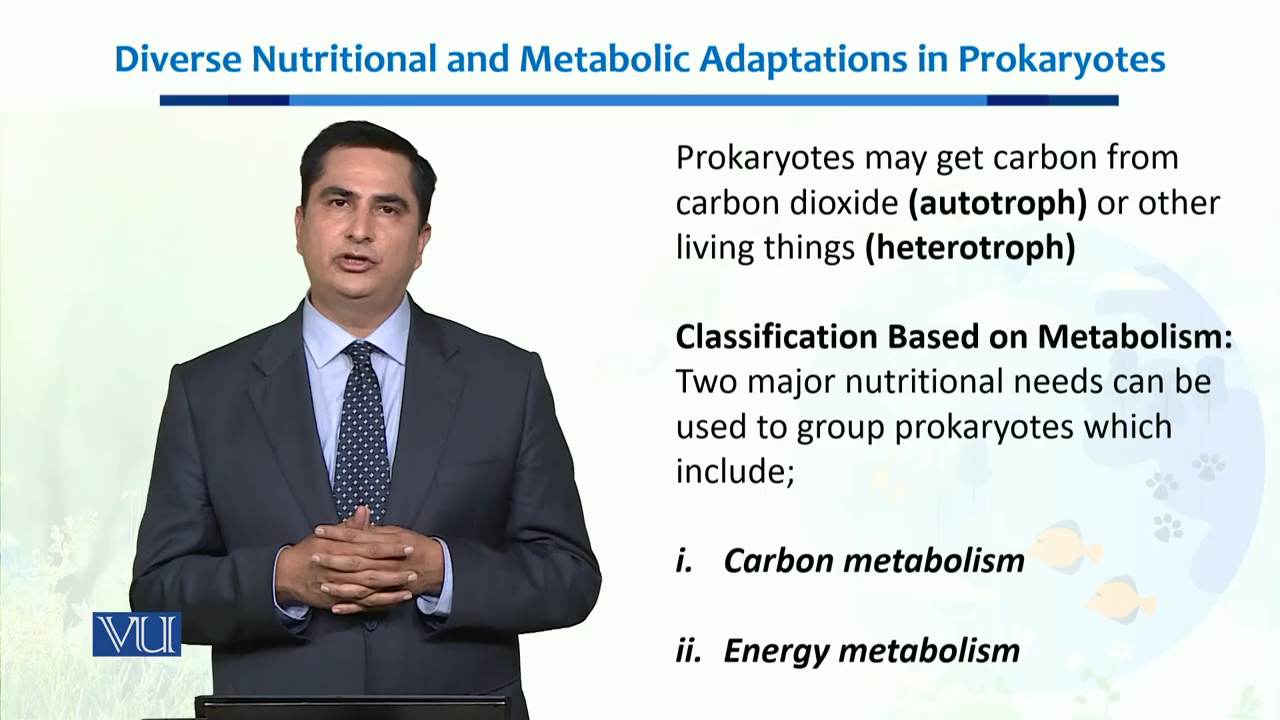 Diverse Nutritional and Metabolic Adaptations in Prokaryotes
Prokaryotes may get carbon from
carbon dioxide (autotroph) or other
living things (heterotroph)
Classification Based on Metabolism:
Two major nutritional needs can be
used to group prokaryotes which
include;
i. Carbon metabolism
ii. Energy metabolism
VU